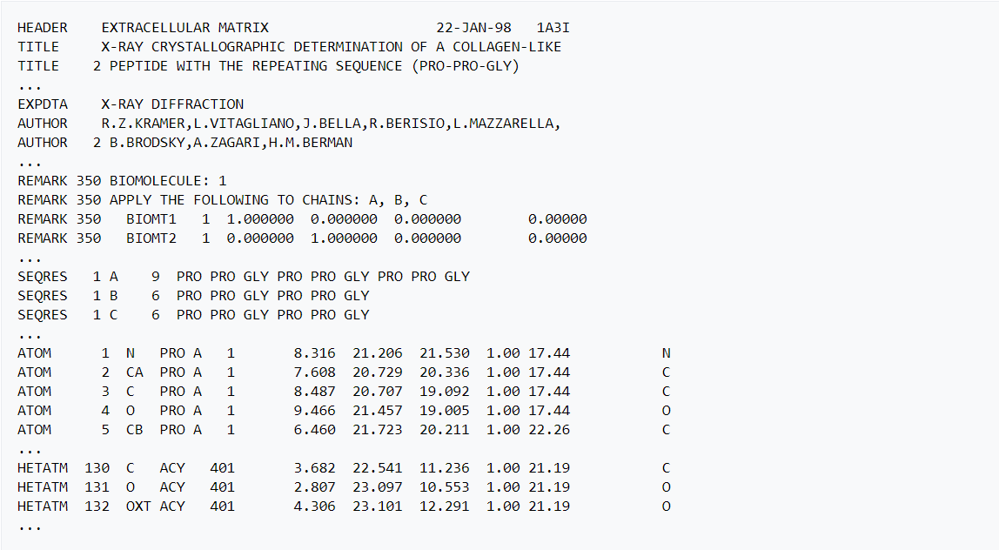 HEADER    EXTRACELLULAR MATRIX                    22-JAN-98   1A3I
TITLE     X-RAY CRYSTALLOGRAPHIC DETERMINATION OF A COLLAGEN-LIKE
TITLE    2 PEPTIDE WITH THE REPEATING SEQUENCE (PRO-PRO-GLY)
...
EXPDTA    X-RAY DIFFRACTION
AUTHOR    R.Z.KRAMER,L.VITAGLIANO,J.BELLA,R.BERISIO,L.MAZZARELLA,
AUTHOR   2 B.BRODSKY,A.ZAGARI,H.M.BERMAN
...
REMARK 350 BIOMOLECULE: 1
REMARK 350 APPLY THE FOLLOWING TO CHAINS: A, B, C
REMARK 350   BIOMT1   1  1.000000  0.000000  0.000000        0.00000
REMARK 350   BIOMT2   1  0.000000  1.000000  0.000000        0.00000
...
SEQRES   1 A    9  PRO PRO GLY PRO PRO GLY PRO PRO GLY
SEQRES   1 B    6  PRO PRO GLY PRO PRO GLY
SEQRES   1 C    6  PRO PRO GLY PRO PRO GLY
...
ATOM      1  N   PRO A   1       8.316  21.206  21.530  1.00 17.44           N
ATOM      2  CA  PRO A   1       7.608  20.729  20.336  1.00 17.44           C
ATOM      3  C   PRO A   1       8.487  20.707  19.092  1.00 17.44           C
ATOM      4  O   PRO A   1       9.466  21.457  19.005  1.00 17.44           O
ATOM      5  CB  PRO A   1       6.460  21.723  20.211  1.00 22.26           C
...
HETATM  130  C   ACY   401       3.682  22.541  11.236  1.00 21.19           C
HETATM  131  O   ACY   401       2.807  23.097  10.553  1.00 21.19           O
HETATM  132  OXT ACY   401       4.306  23.101  12.291  1.00 21.19           O
...